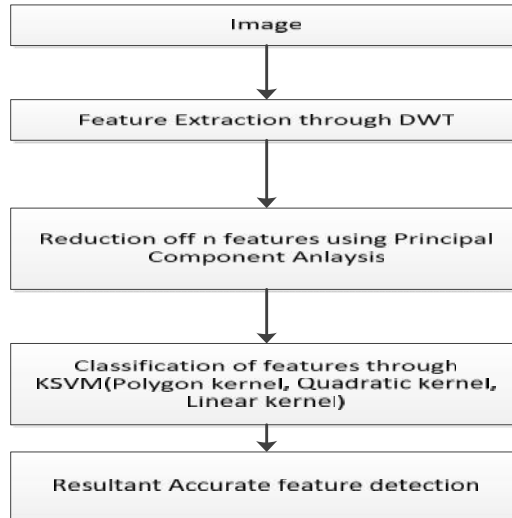 Image
Feature Extraction through DWT
Reduction off n features using Principal
Component Anlaysis
Classification of features through
KSVM(Polygon kernel, Quadratic kernel,
Linear kernel)
Resultant Accurate feature detection